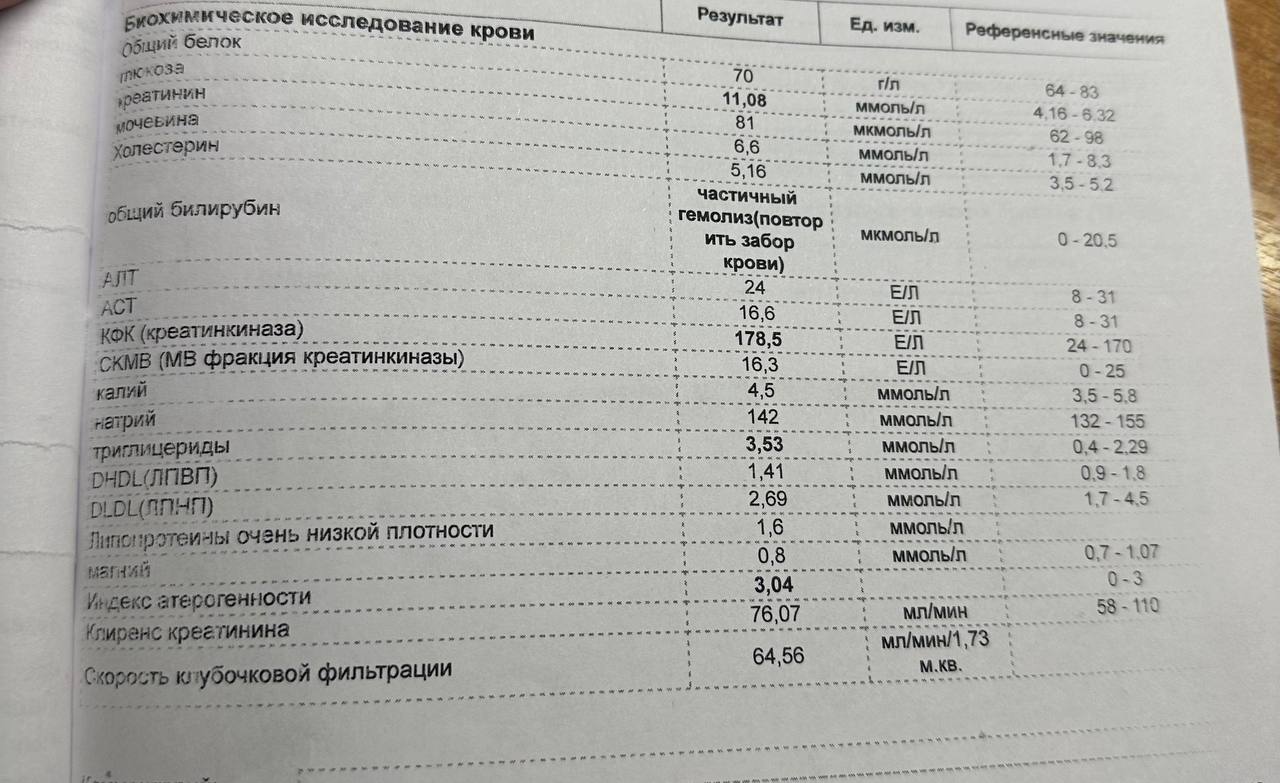 Биохимическое исследование крови Результат Ед. изм. Референсные значения
Общий белок 70 г/л 64 - 83
глюкоза 11,08 ммоль/л 4,16 - 6,32
креатинин 81 мкмоль/л 62 - 98
мочевина 6,6 ммоль/л 1,7 - 8,3
Холестерин 5,16 ммоль/л 3,5 - 5,2
общий билирубин частичный
гемолиз(повтор
ить забор мкмоль/л 0 - 20,5
крови)
АЛТ 24 Е/Л 8 - 31
АСТ 16,6 Е/Л 8 - 31
КФК (креатинкиназа) 178,5 Е/Л 24 - 170
СКМВ (МВ фракция креатинкиназы) 16,3 Е/Л 0 - 25
калий 4,5 ммоль/л 3,5 - 5,8
натрий 142 ммоль/л 132 - 155
триглицериды 3,53 ммоль/л 0,4 - 2,29
DHDL(ЛПВП) 1,41 ммоль/л 0,9 - 1,8
DLDL(ЛПНП) 2,69 ммоль/л 1,7 - 4,5
Липопротеины очень низкой плотности 1,6 ммоль/л
магний 0,8 ммоль/л 0,7 - 1,07
Индекс атерогенности 3,04 0 - 3
Клиренс креатинина 76,07 мл/мин 58 - 110
Скорость клубочковой фильтрации 64,56 мл/мин/1,73
м.кв.